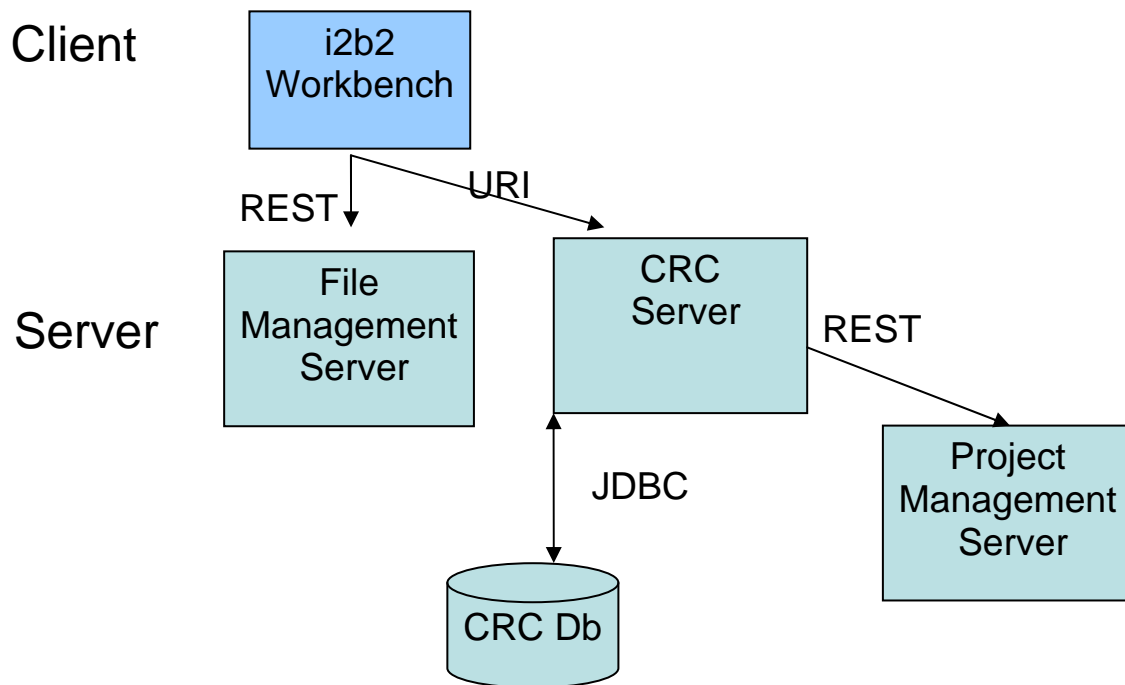 Client
i2b2
Workbench
URI
REST
File
Management
Server
CRC
Server
Server
REST
JDBC
Project
Management
Server
CRC Db